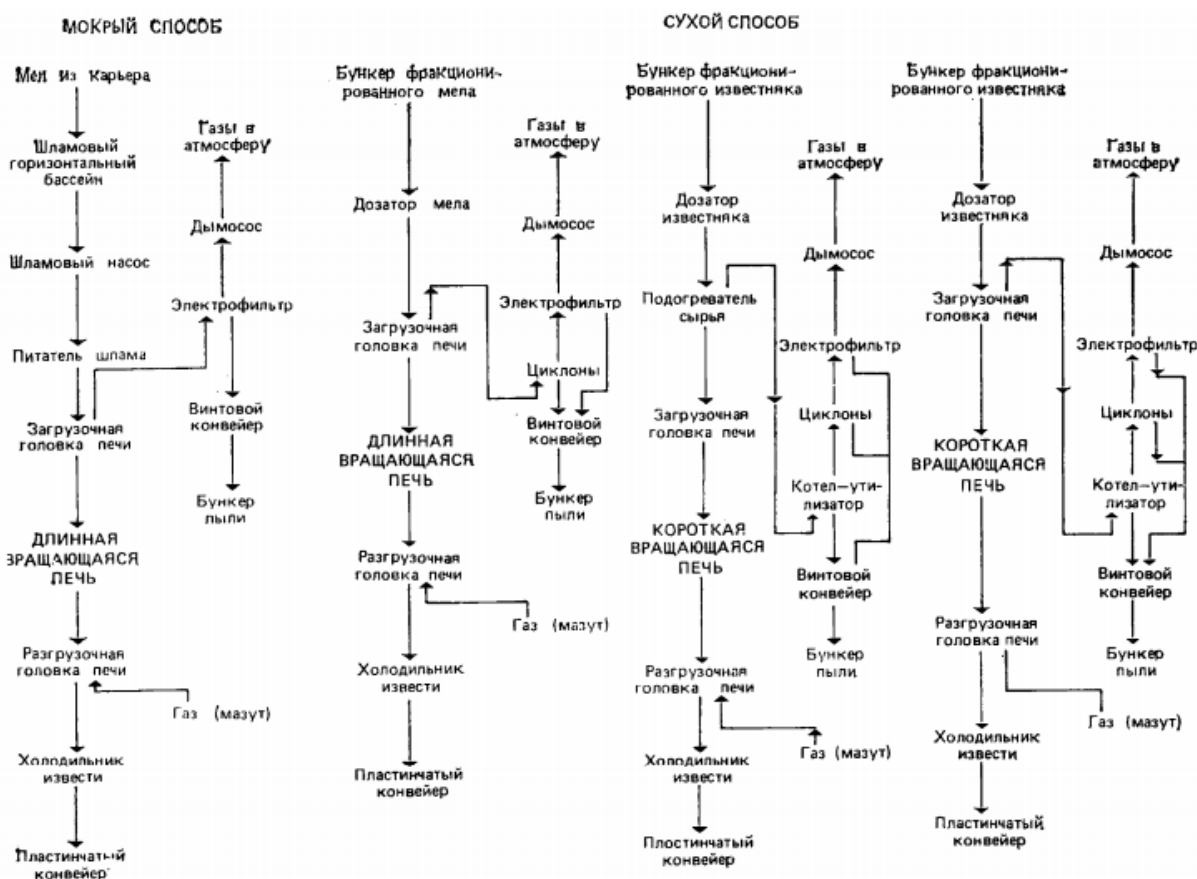 МОКРЫЙ СПОСОБ
Мел из карьера
Шламовый
горизонтальный
бассейн
Шламовый насос
Питатель шлама
Загрузочная
головка печи
ДЛИННАЯ
ВРАЩАЮЩАЯСЯ
ПЕЧЬ
Разгрузочная
головка печи
Газ (мазут)
Холодильник
извести
Пластинчатый
конвейер
Газы в
атмосферу
Дымосос
Электрофильтр
Винтовой
конвейер
Бункер
пыли
СУХОЙ СПОСОБ
Бункер фракциони-
рованного мела
Дозатор мела
Загрузочная
головка печи
ДЛИННАЯ
ВРАЩАЮЩАЯСЯ
ПЕЧЬ
Разгрузочная
головка печи
Газ (мазут)
Холодильник
извести
Пластинчатый
конвейер
Газы в
атмосферу
Дымосос
Электрофильтр
Циклоны
Винтовой
конвейер
Бункер
пыли
Бункер фракциони-
рованного известняка
Дозатор
известняка
Подогреватель
сырья
Загрузочная
головка печи
КОРОТКАЯ
ВРАЩАЮЩАЯСЯ
ПЕЧЬ
Разгрузочная
головка печи
Газ (мазут)
Холодильник
извести
Плостинчатый
конвейер
Газы в
атмосферу
Дымосос
Электрофильтр
Циклоны
Котел—ути-
лизатор
Винтовой
конвейер
Бункер
пыли
Бункер фракциони-
рованного известняка
Дозатор
известняка
Загрузочная
головка печи
КОРОТКАЯ
ВРАЩАЮЩАЯСЯ
ПЕЧЬ
Разгрузочная
головка печи
Газ (мазут)
Холодильник
извести
Пластинчатый
конвейер
Газы в
атмосферу
Дымосос
Электрофильтр
Циклоны
Котел—ути-
лизатор
Винтовой
конвейер
Бункер
пыли